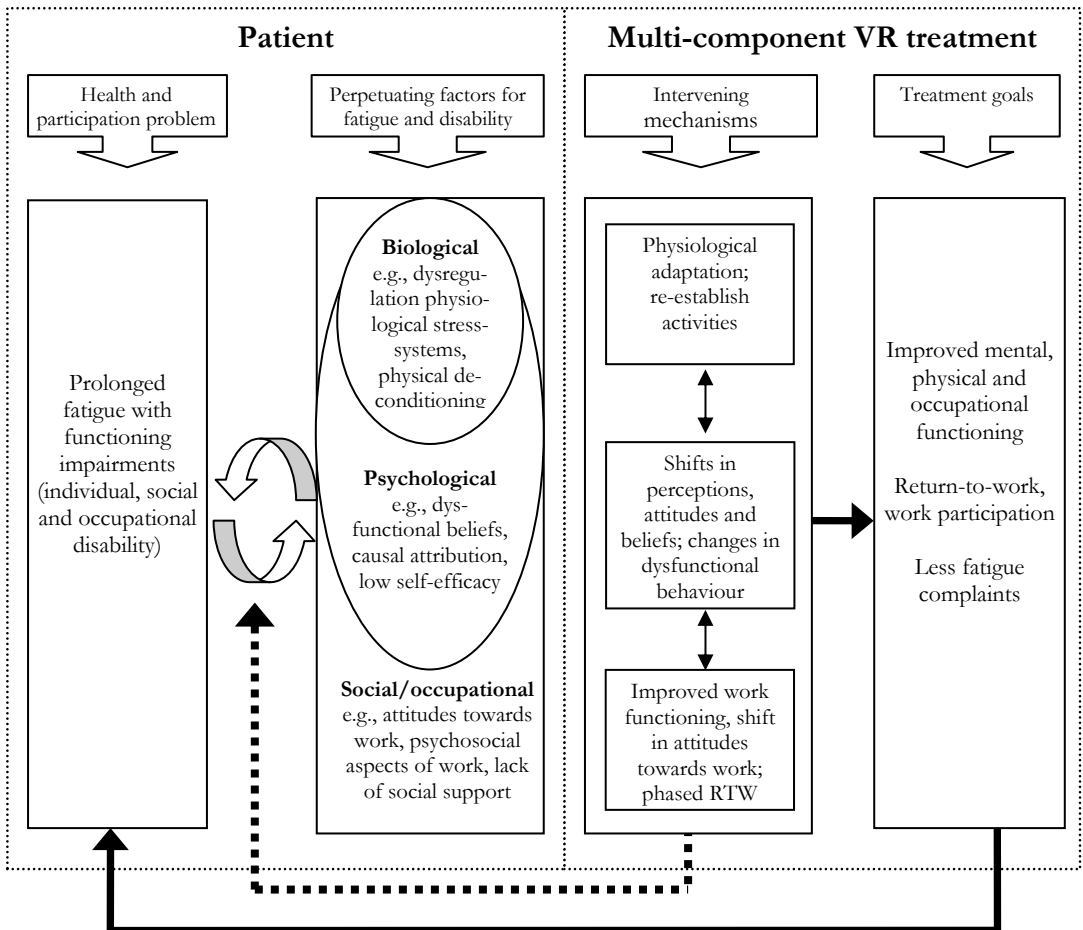 Patient
Multi-component VR treatment
Health and
participation problem
Perpetuating factors for
fatigue and disability
Intervening
mechanisms
Treatment goals
Prolonged
fatigue with
functioning
impairments
(individual, social
and occupational
disability)
Biological
e.g., dysregu-
lation physio-
logical stress-
systems,
physical de-
conditioning
Psychological
e.g., dys-
functional beliefs,
causal attribution,
low self-efficacy
Social/occupational
e.g., attitudes towards
work, psychosocial
aspects of work, lack
of social support
Physiological
adaptation;
re-establish
activities
Shifts in
perceptions,
attitudes and
beliefs; changes in
dysfunctional
behaviour
Improved work
functioning, shift
in attitudes
towards work;
phased RTW
Improved mental,
physical and
occupational
functioning
Return-to-work,
work participation
Less fatigue
complaints